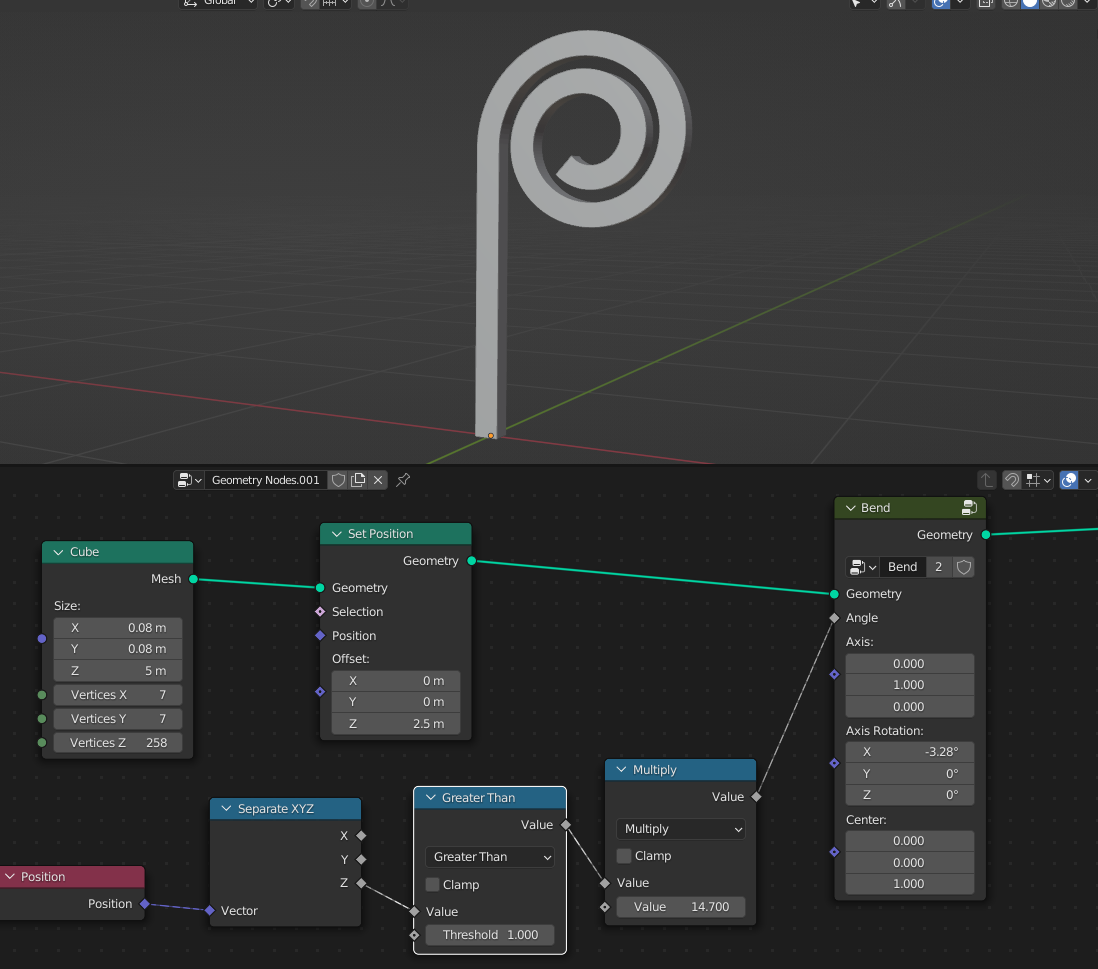 Global
Geometry Nodes.001
Cube
Mesh
Size:
X 0.08 m
Y 0.08 m
Z 5 m
Vertices X 7
Vertices Y 7
Vertices Z 258
Set Position
Geometry
Geometry
Selection
Position
Offset:
X 0 m
Y 0 m
Z 2.5 m
Bend
Geometry
Bend 2
Geometry
Angle
Axis:
0.000
1.000
0.000
Axis Rotation:
X -3.28°
Y 0°
Z 0°
Center:
0.000
0.000
1.000
Position
Position
Separate XYZ
X
Y
Z
Vector
Greater Than
Value
Greater Than
Clamp
Value
Threshold 1.000
Multiply
Value
Multiply
Clamp
Value
Value 14.700